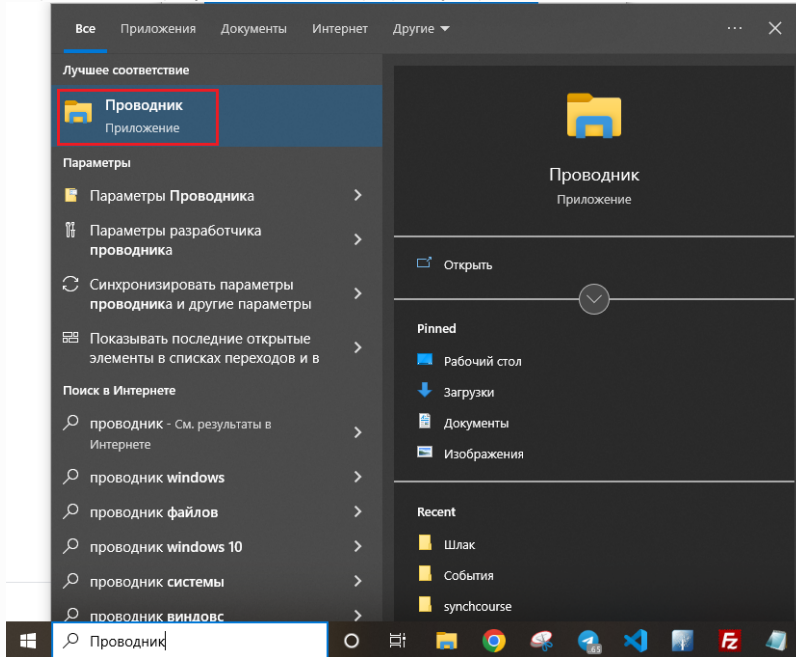 Все Приложения Документы Интернет Другие
Лучшее соответствие
Проводник
Приложение
Параметры
Параметры Проводника
Параметры разработчика
проводника
Синхронизировать параметры
проводника и другие параметры
Показывать последние открытые
элементы в списках переходов и в
Поиск в Интернете
проводник - См. результаты в
Интернете
проводник windows
проводник файлов
проводник windows 10
проводник системы
проводник виндовс
Проводник
Приложение
Открыть
Pinned
Рабочий стол
Загрузки
Документы
Изображения
Recent
Шлак
События
synchcourse
Проводник
65
Fz